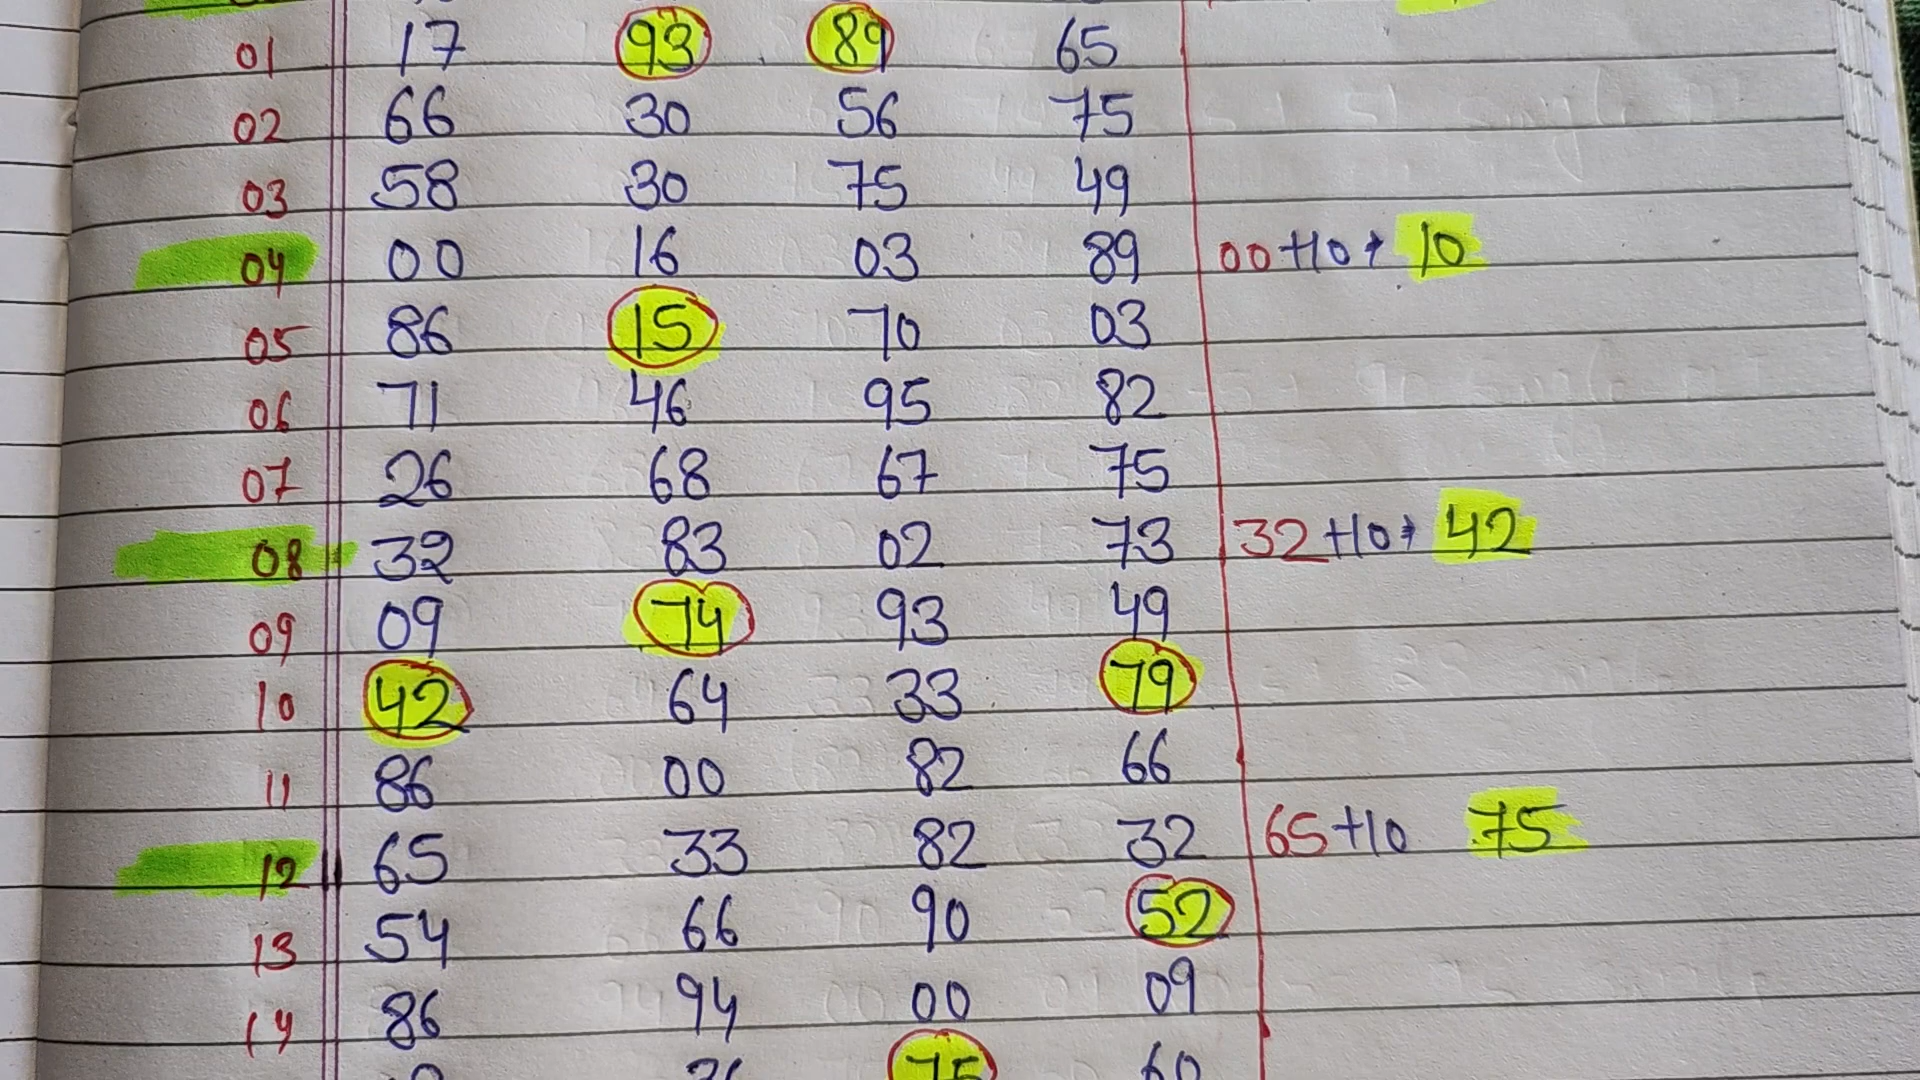 01 17 93 89 65
02 66 30 56 75
03 58 30 75 49
04 00 16 03 89 00+10→ 10
05 86 15 70 03
06 71 46 95 82
07 26 68 67 75
08 32 83 02 73 32+10→ 42
09 09 74 93 49
10 42 64 33 79
11 86 00 82 66
12 65 33 82 32 65+10 75
13 54 66 90 52
14 86 94 00 09
75 60